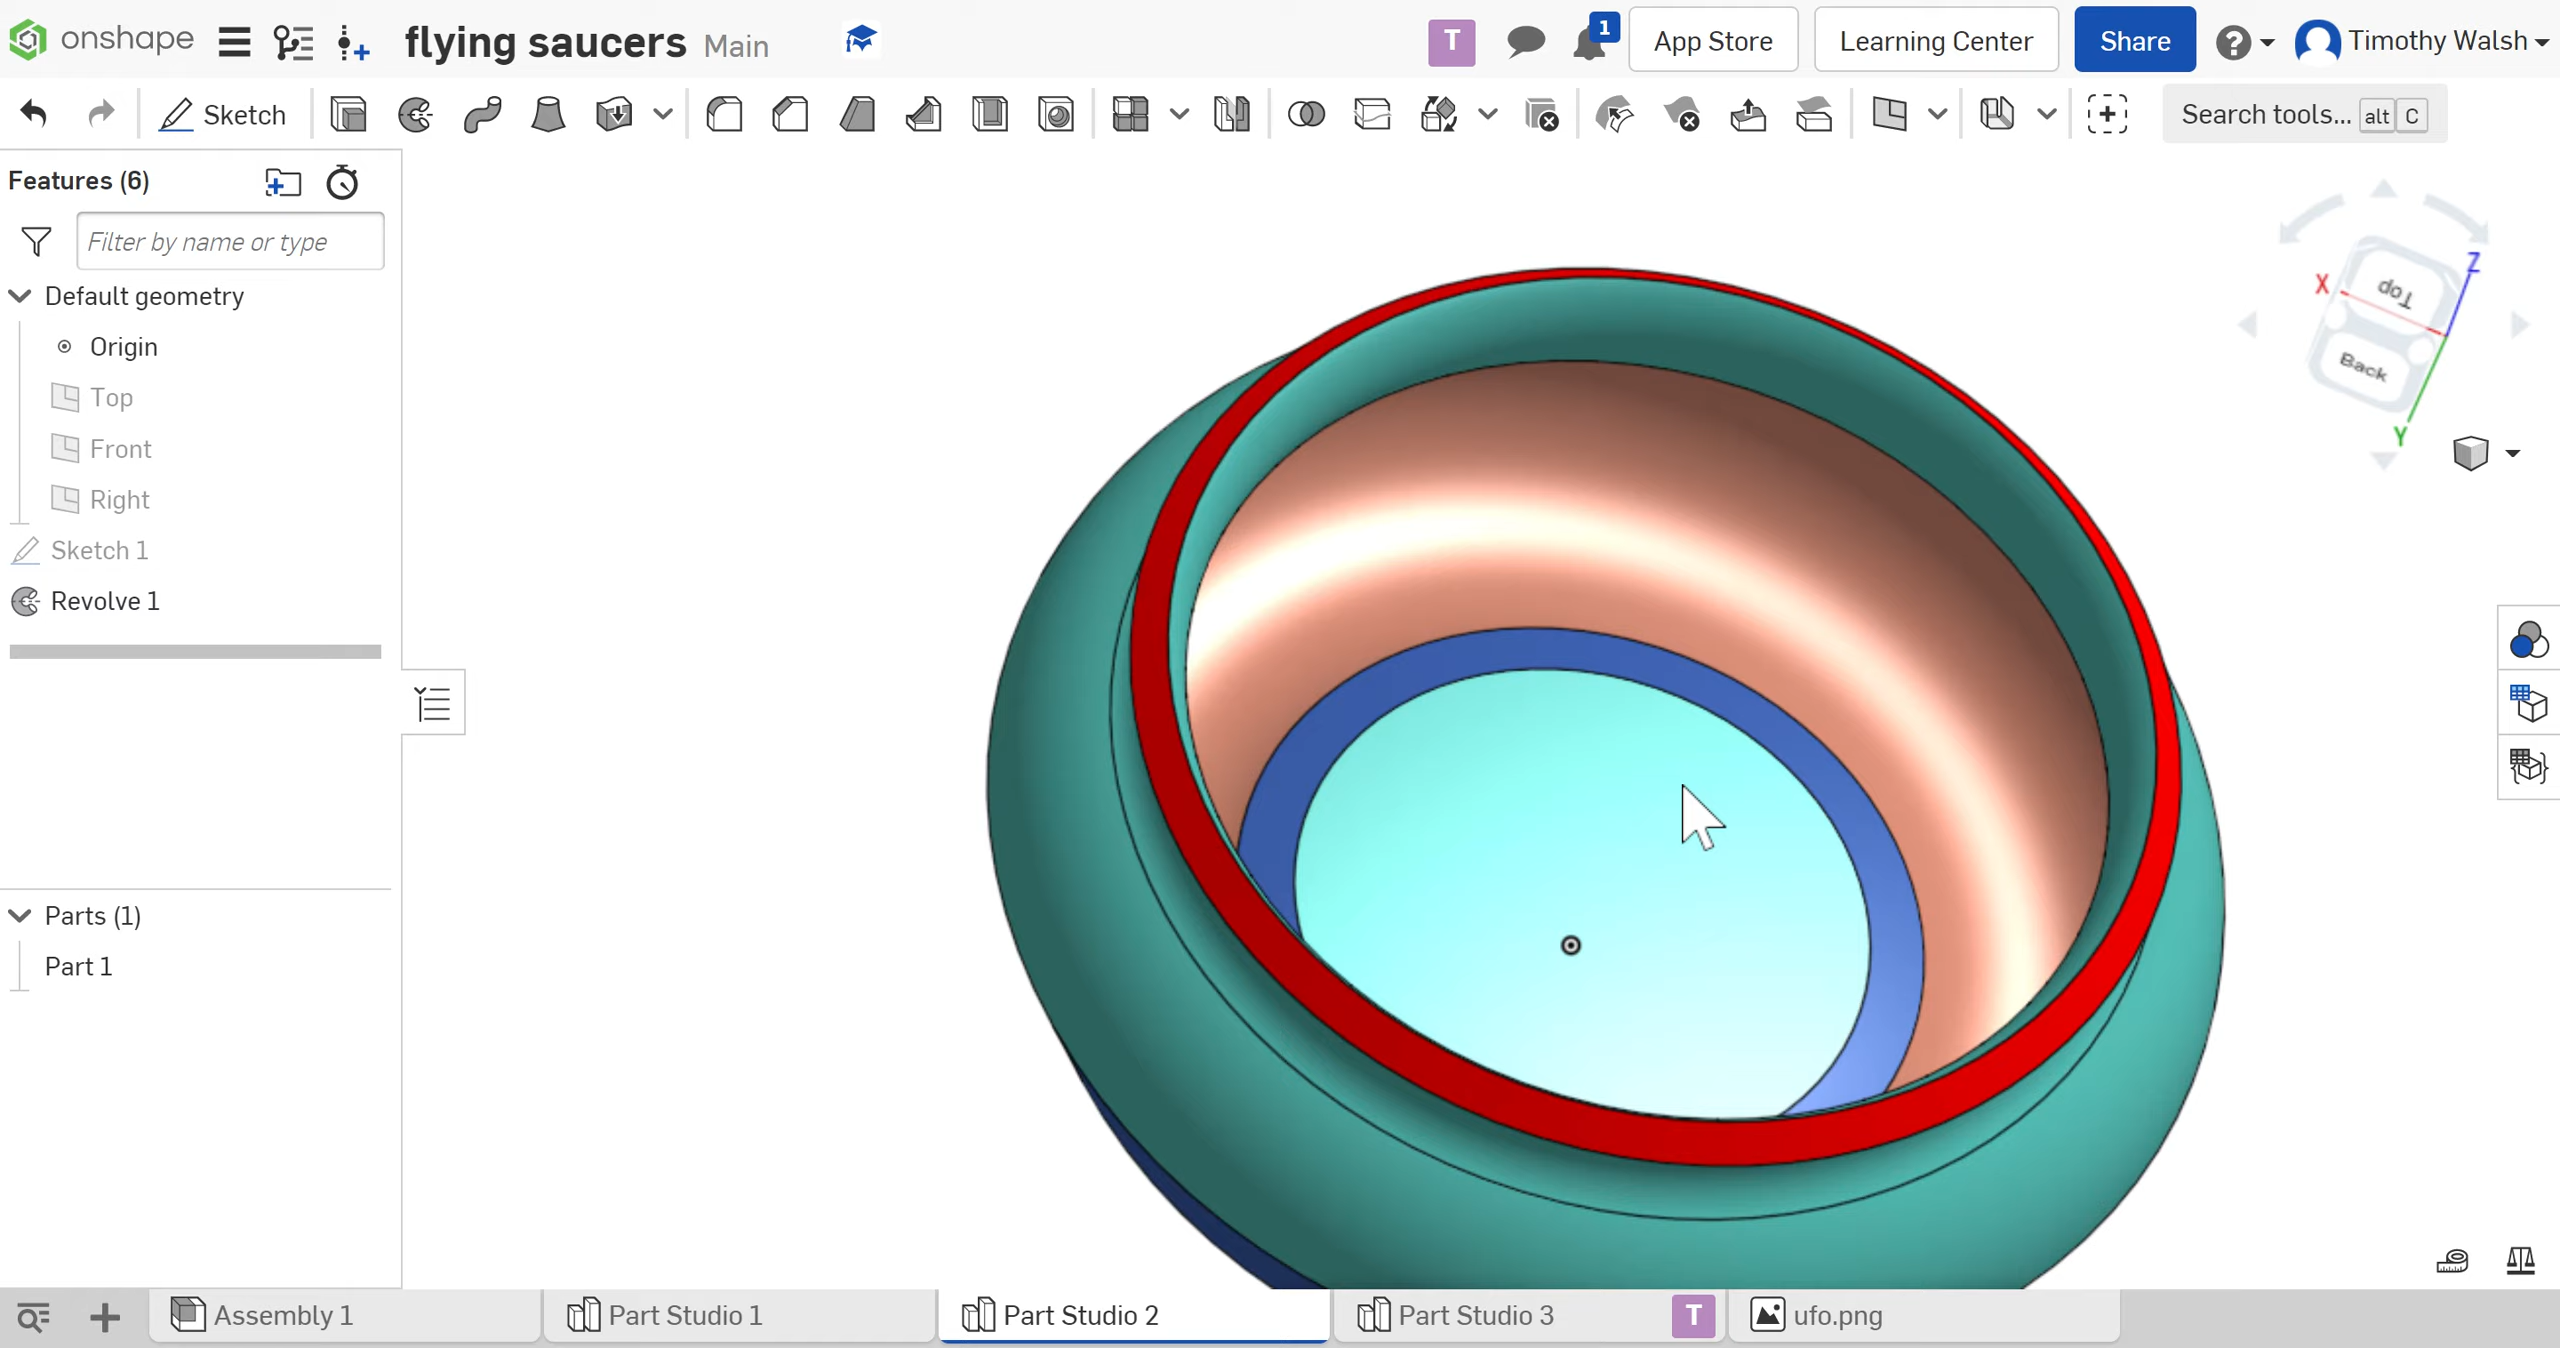 onshape flying saucers Main T 1 App Store Learning Center Share Timothy Walsh
Sketch Search tools... alt C
Features (6)
Filter by name or type
Default geometry
Origin
Top
Front
Right
Sketch 1
Revolve 1
Parts (1)
Part 1
Z
X
Top
Back
Y
Assembly 1 Part Studio 1 Part Studio 2 Part Studio 3 T ufo.png